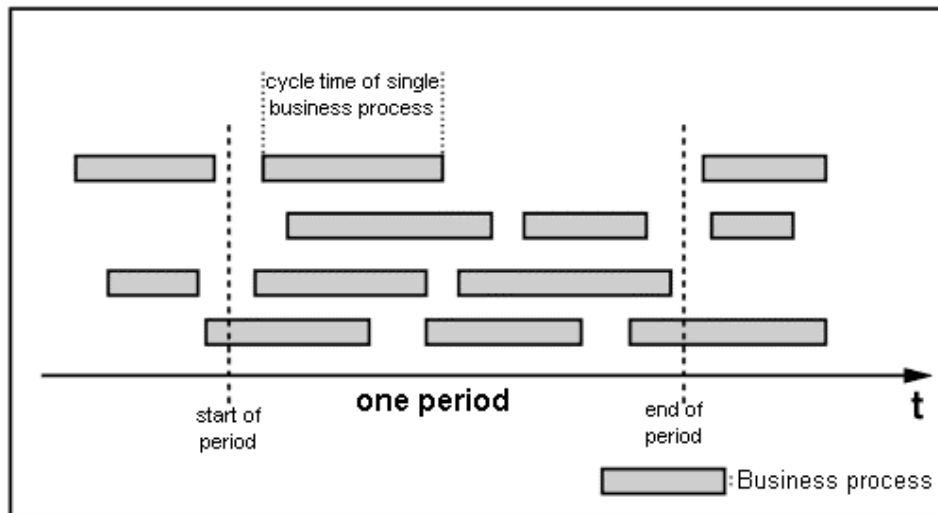 cycle time of single
business process
one period
t
start of
period
end of
period
:Business process